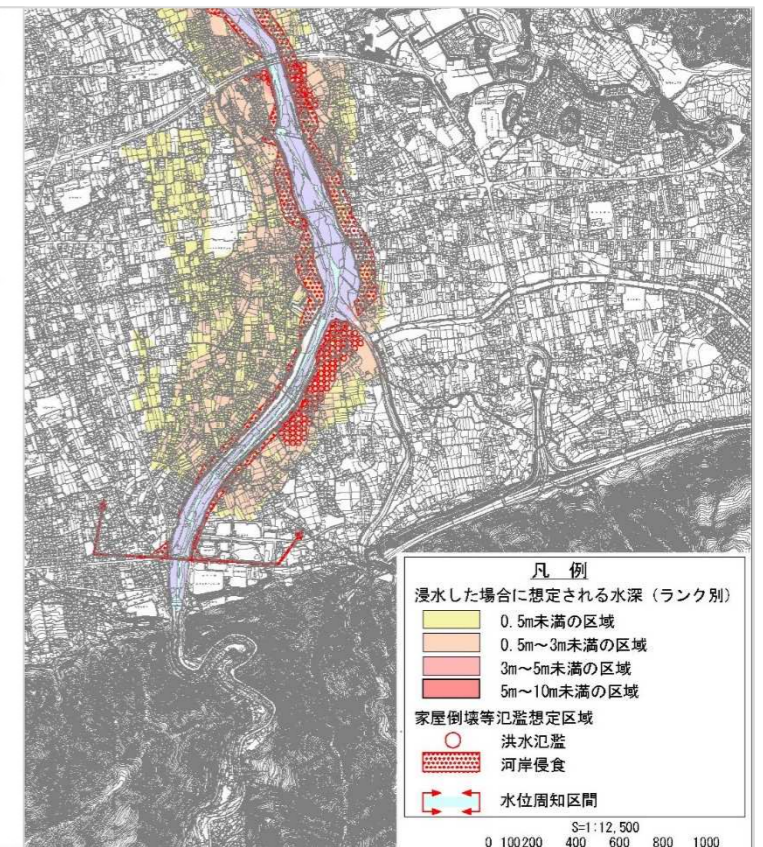 凡　例
浸水した場合に想定される水深（ランク別）
0.5m未満の区域
0.5m～3m未満の区域
3m～5m未満の区域
5m～10m未満の区域
家屋倒壊等氾濫想定区域
洪水氾濫
河岸侵食
水位周知区間
S=1:12,500
0 100200 400 600 800 1000